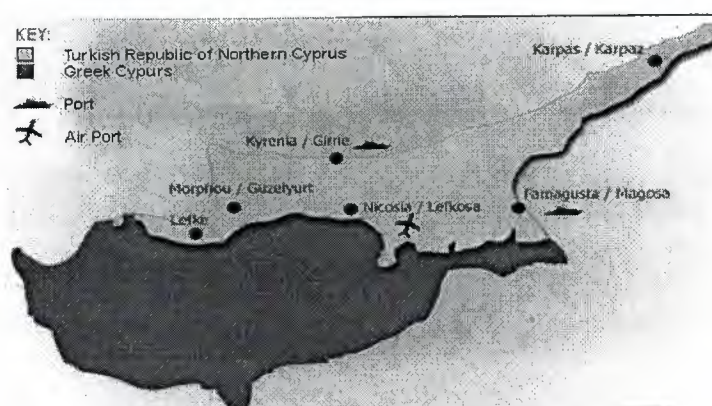 KEY:
Turkish Republic of Northern Cyprus
Greek Cypurs
Port
Air Port
Karpas / Karpaz
Kyrenia / Girne
Morphou / Güzelyurt
Nicosia / Lefkosa
Famagusta / Magosa
Lefke